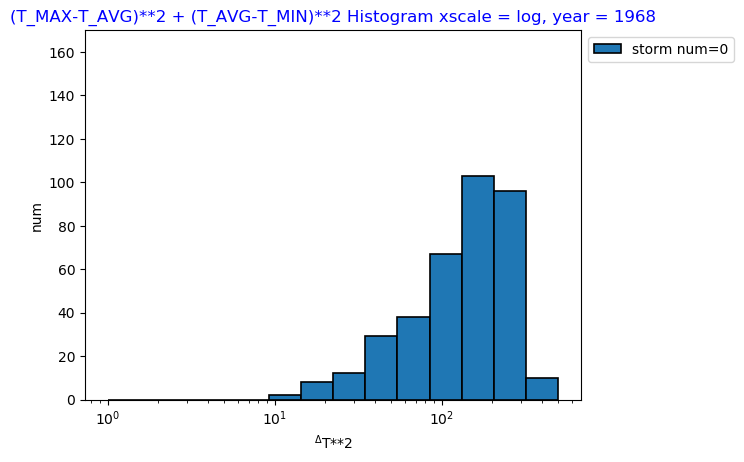 (T_MAX-T_AVG)**2 + (T_AVG-T_MIN)**2 Histogram xscale = log, year = 1968
storm num=0
160
140
120
100
80
60
40
20
0
num
10⁰ 10¹ 10²
ᐃT**2